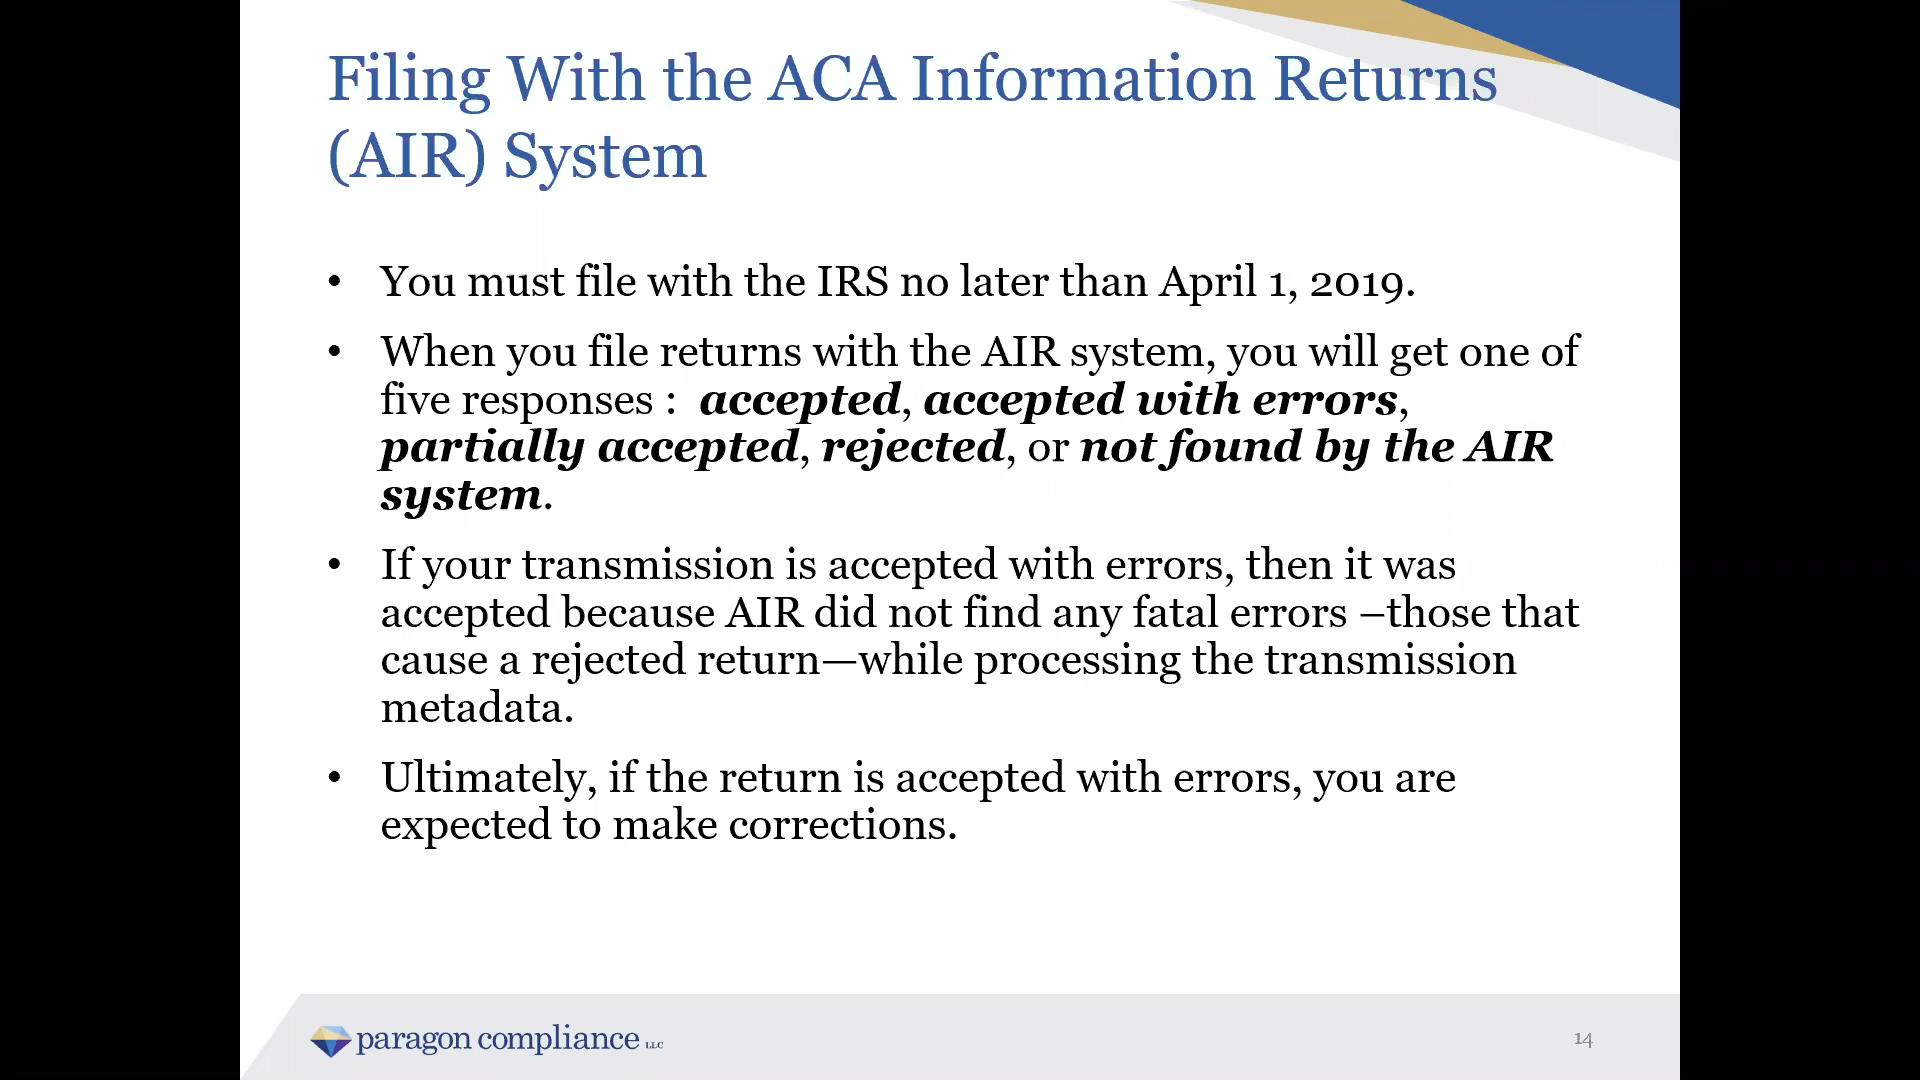 Filing With the ACA Information Returns
(AIR) System
• You must file with the IRS no later than April 1, 2019.
• When you file returns with the AIR system, you will get one of
five responses :  accepted, accepted with errors,
partially accepted, rejected, or not found by the AIR
system.
• If your transmission is accepted with errors, then it was
accepted because AIR did not find any fatal errors –those that
cause a rejected return—while processing the transmission
metadata.
• Ultimately, if the return is accepted with errors, you are
expected to make corrections.
paragon compliance LLC
14